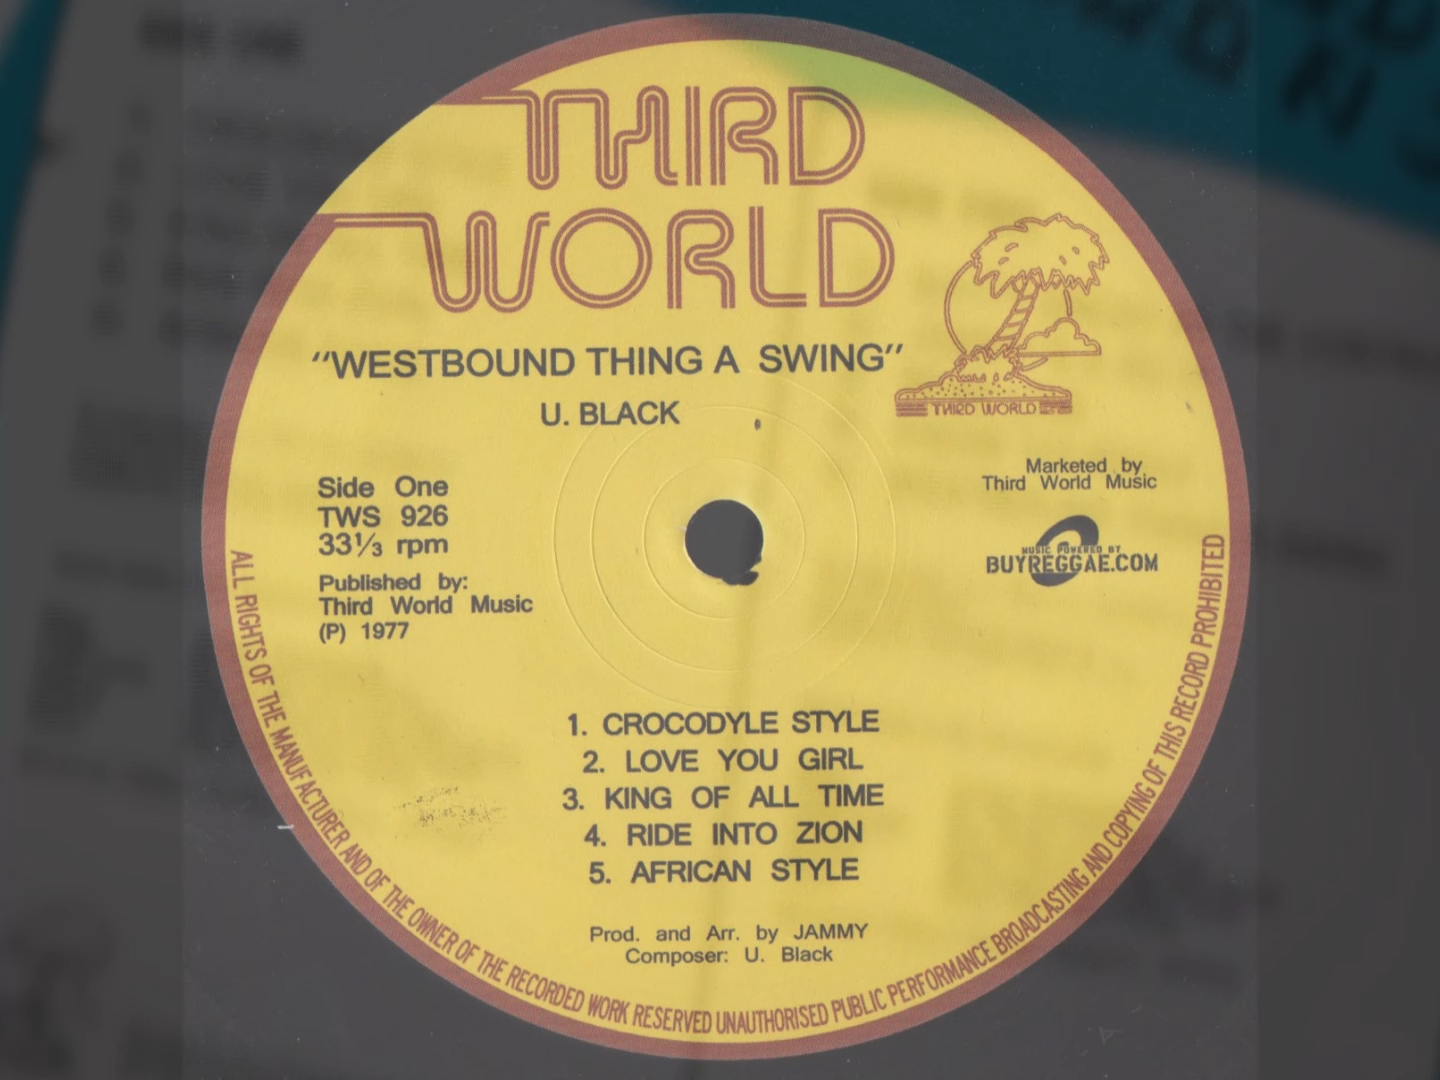 THIRD
WORLD
"WESTBOUND THING A SWING"
U. BLACK
THIRD WORLD
Side One
TWS 926
33⅓ rpm
Published by:
Third World Music
(P) 1977
Marketed by
Third World Music
MUSIC POWERED BY
BUYREGGAE.COM
1. CROCODYLE STYLE
2. LOVE YOU GIRL
3. KING OF ALL TIME
4. RIDE INTO ZION
5. AFRICAN STYLE
Prod. and Arr. by JAMMY
Composer: U. Black
ALL RIGHTS OF THE MANUFACTURER AND OF THE OWNER OF THE RECORDED WORK RESERVED UNAUTHORISED PUBLIC PERFORMANCE BROADCASTING AND COPYING OF THIS RECORD PROHIBITED